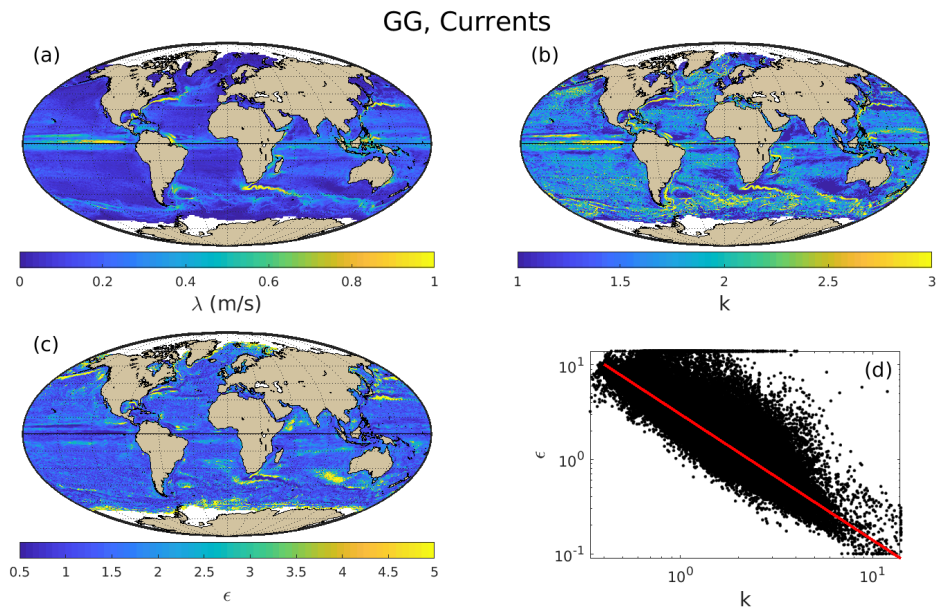 GG, Currents
(a)
(b)
0 0.2 0.4 0.6 0.8 1
λ (m/s)
1 1.5 2 2.5 3
k
(c)
0.5 1 1.5 2 2.5 3 3.5 4 4.5 5
ϵ
(d)
10¹
10⁰
10⁻¹
ϵ
10⁰ 10¹
k